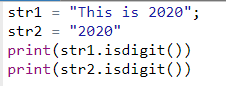 str1 = "This is 2020";
str2 = "2020"
print(str1.isdigit())
print(str2.isdigit())